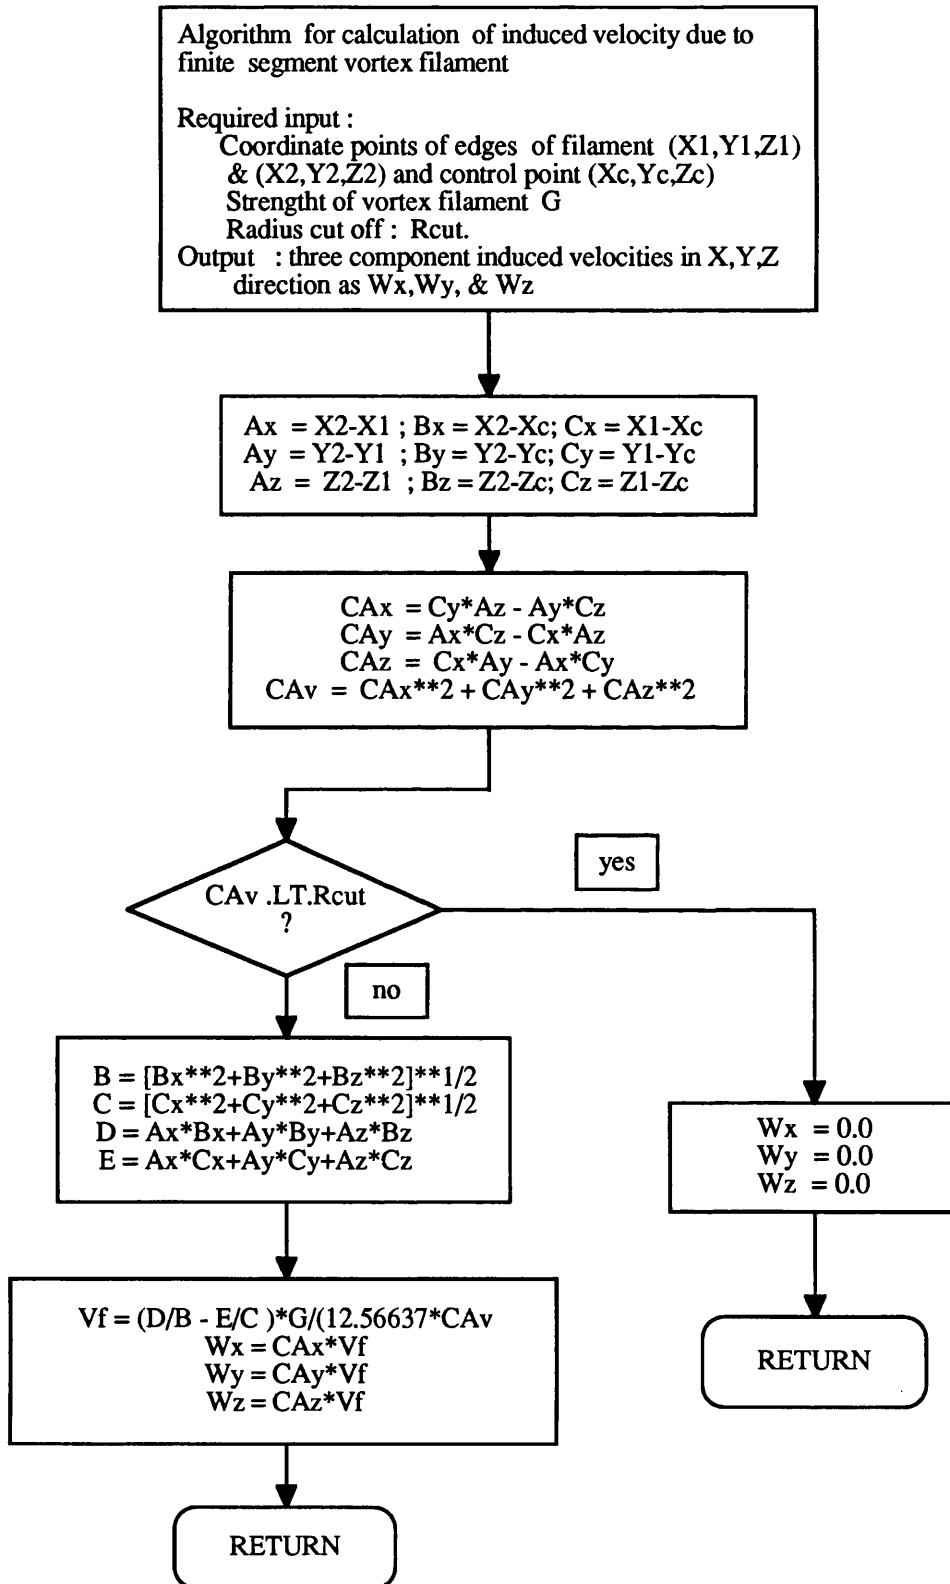 Algorithm for calculation of induced velocity due to
finite segment vortex filament
Required input :
Coordinate points of edges of filament (X1,Y1,Z1)
& (X2,Y2,Z2) and control point (Xc,Yc,Zc)
Strengtht of vortex filament G
Radius cut off : Rcut.
Output : three component induced velocities in X,Y,Z
direction as Wx,Wy, & Wz
Ax = X2-X1 ; Bx = X2-Xc; Cx = X1-Xc
Ay = Y2-Y1 ; By = Y2-Yc; Cy = Y1-Yc
Az = Z2-Z1 ; Bz = Z2-Zc; Cz = Z1-Zc
CAx = Cy*Az - Ay*Cz
CAy = Ax*Cz - Cx*Az
CAz = Cx*Ay - Ax*Cy
CAv = CAx**2 + CAy**2 + CAz**2
CAv .LT.Rcut
?
yes
no
B = [Bx**2+By**2+Bz**2]**1/2
C = [Cx**2+Cy**2+Cz**2]**1/2
D = Ax*Bx+Ay*By+Az*Bz
E = Ax*Cx+Ay*Cy+Az*Cz
Wx = 0.0
Wy = 0.0
Wz = 0.0
Vf = (D/B - E/C )*G/(12.56637*CAv
Wx = CAx*Vf
Wy = CAy*Vf
Wz = CAz*Vf
RETURN
RETURN